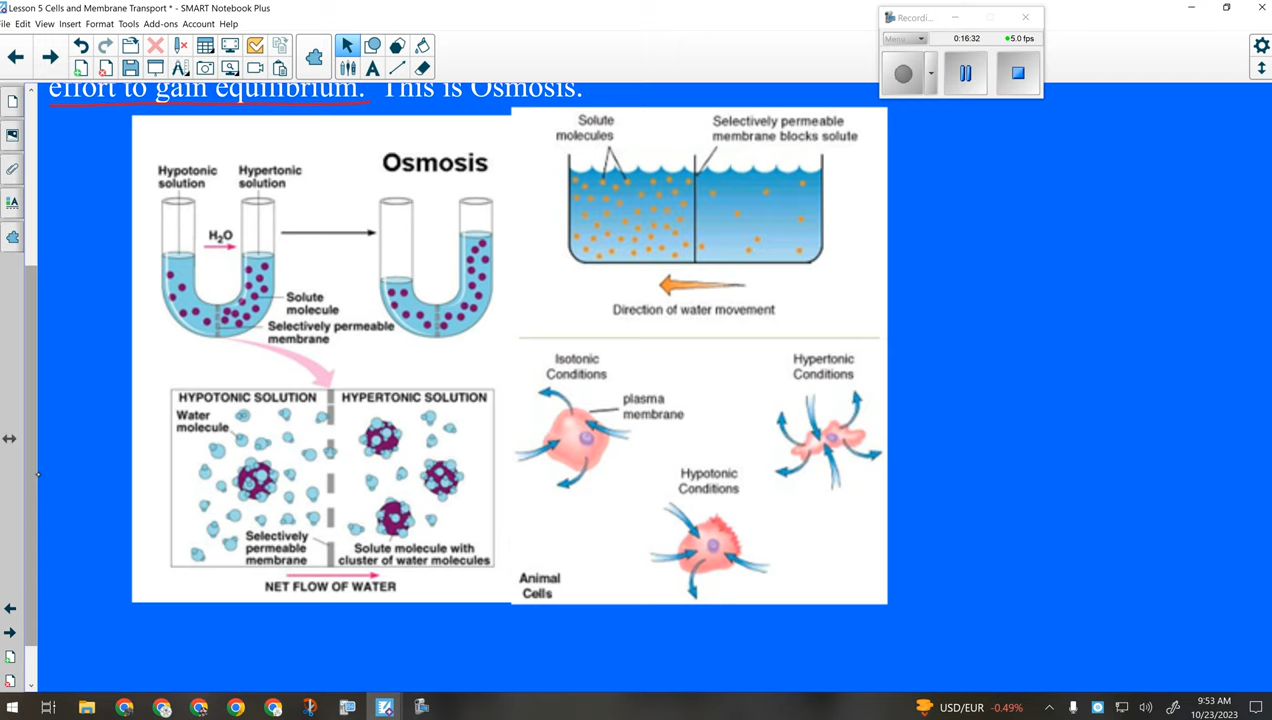 Lesson 5 Cells and Membrane Transport * - SMART Notebook Plus
File Edit View Insert Format Tools Add-ons Account Help
Recordi...
Menu
0:16:32
5.0 fps
effort to gain equilibrium. This is Osmosis.
Osmosis
Hypotonic
solution
Hypertonic
solution
H₂O
Solute
molecule
Selectively permeable
membrane
HYPOTONIC SOLUTION
HYPERTONIC SOLUTION
Water
molecule
Selectively
permeable
membrane
Solute molecule with
cluster of water molecules
NET FLOW OF WATER
Solute
molecules
Selectively permeable
membrane blocks solute
Direction of water movement
Isotonic
Conditions
plasma
membrane
Hypertonic
Conditions
Hypotonic
Conditions
Animal
Cells
USD/EUR -0.49%
9:53 AM
10/23/2023